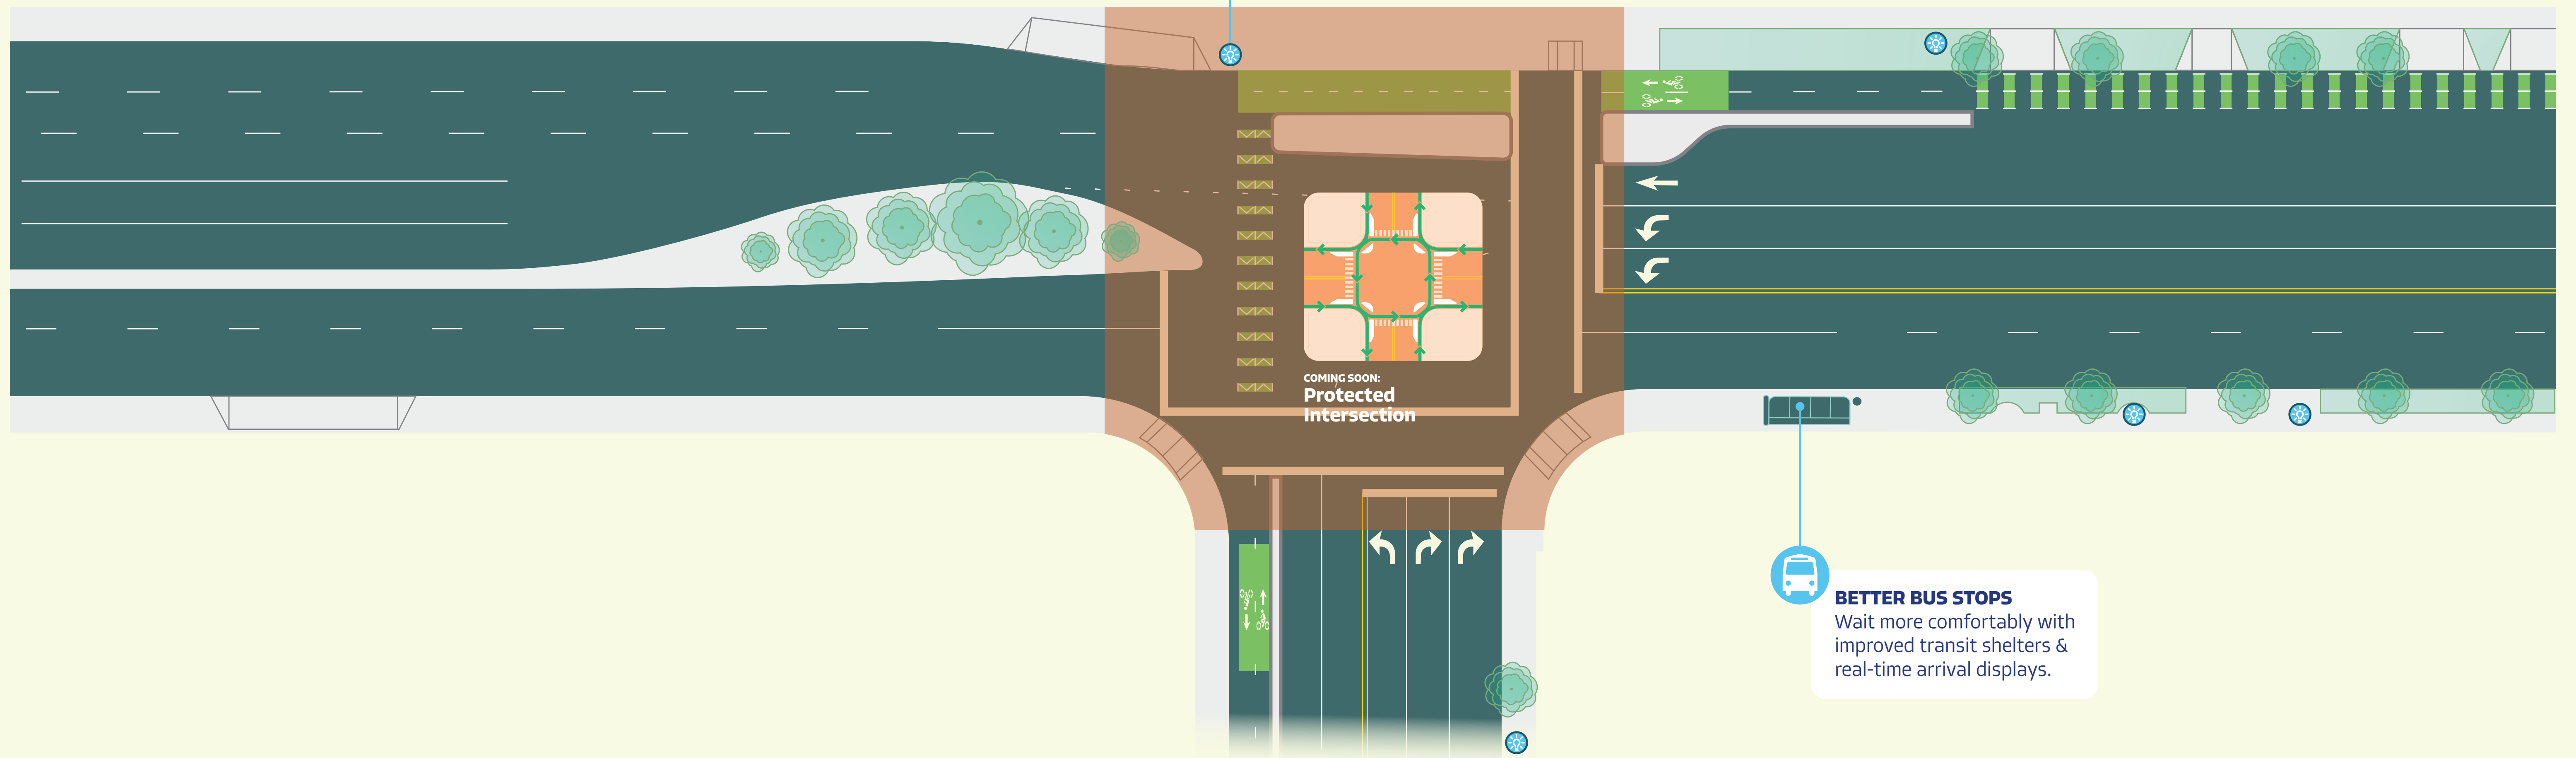 COMING SOON:
Protected
Intersection
BETTER BUS STOPS
Wait more comfortably with
improved transit shelters &
real-time arrival displays.